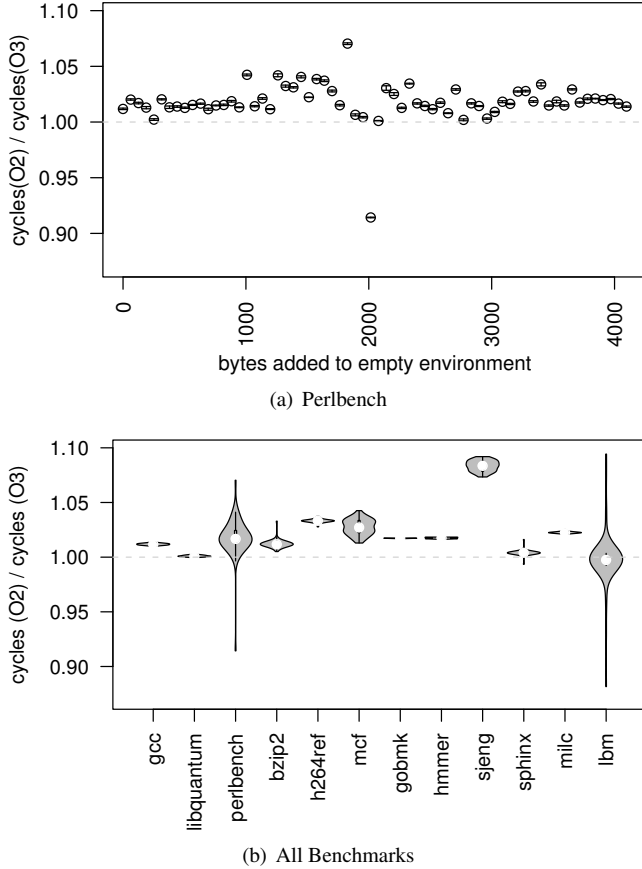 1.10
1.05
1.00
0.95
0.90
cycles(O2) / cycles(O3)
0
1000
2000
3000
4000
bytes added to empty environment
(a) Perlbench
1.10
1.05
1.00
0.95
0.90
cycles (O2) / cycles (O3)
gcc
libquantum
perlbench
bzip2
h264ref
mcf
gobmk
hmmer
sjeng
sphinx
milc
lbm
(b) All Benchmarks